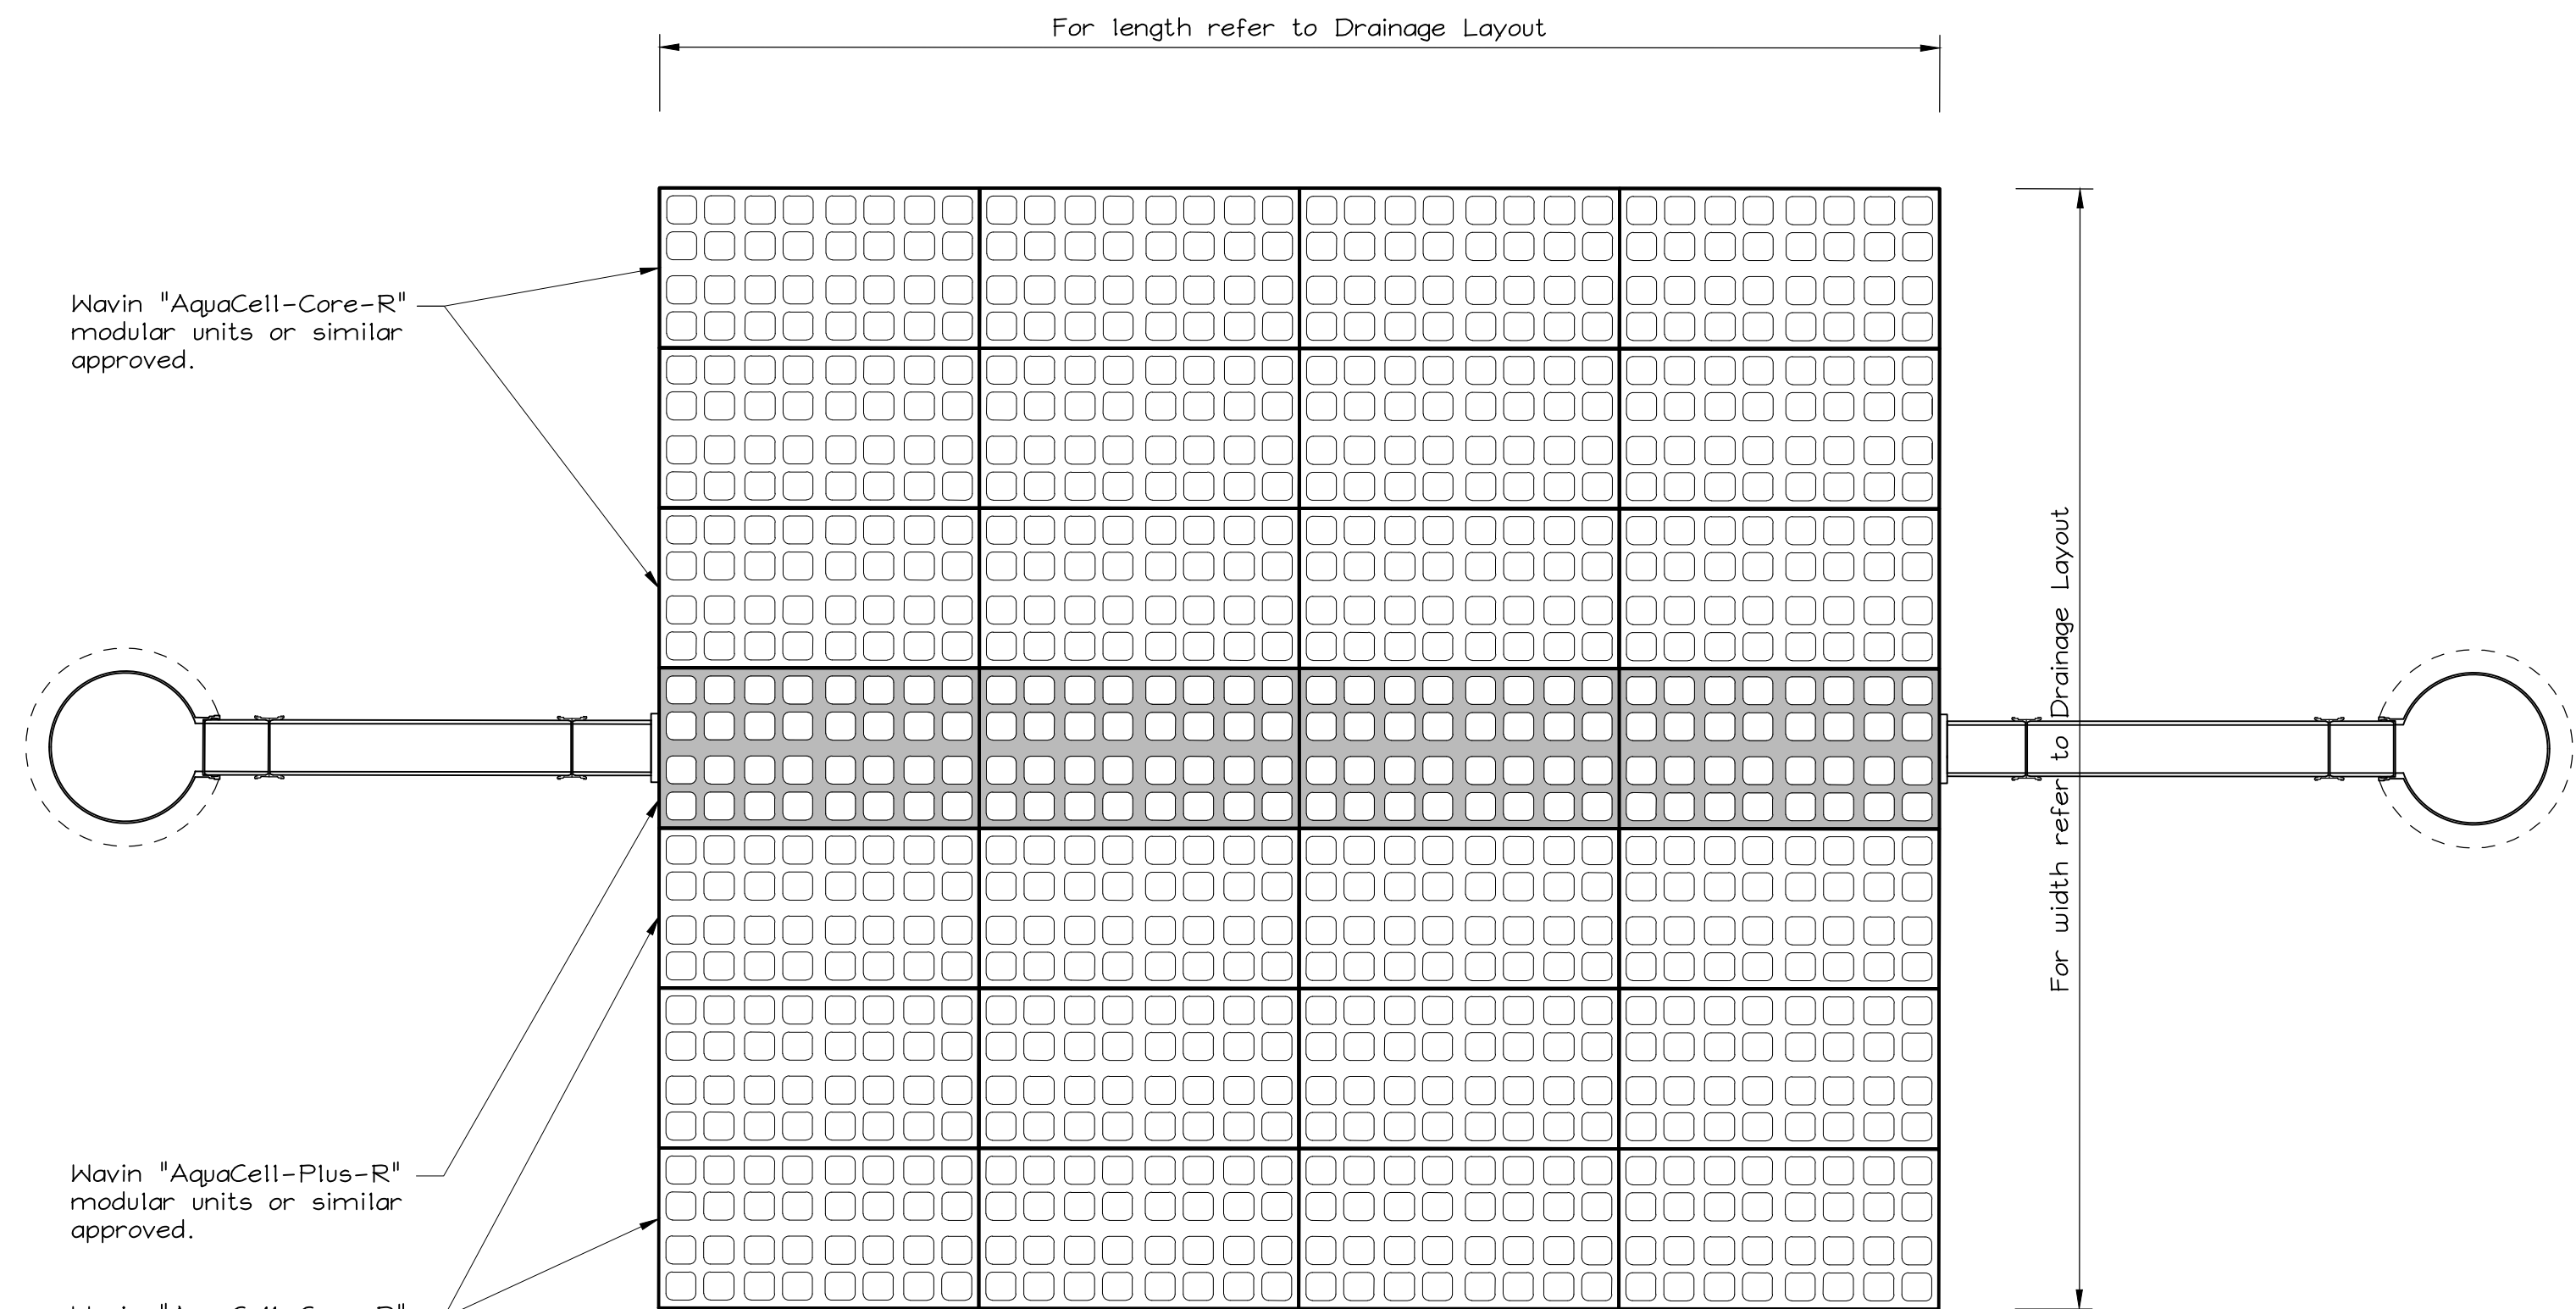 For length refer to Drainage Layout
Wavin "AquaCell-Core-R"
modular units or similar
approved.
For width refer to Drainage Layout
Wavin "AquaCell-Plus-R"
modular units or similar
approved.